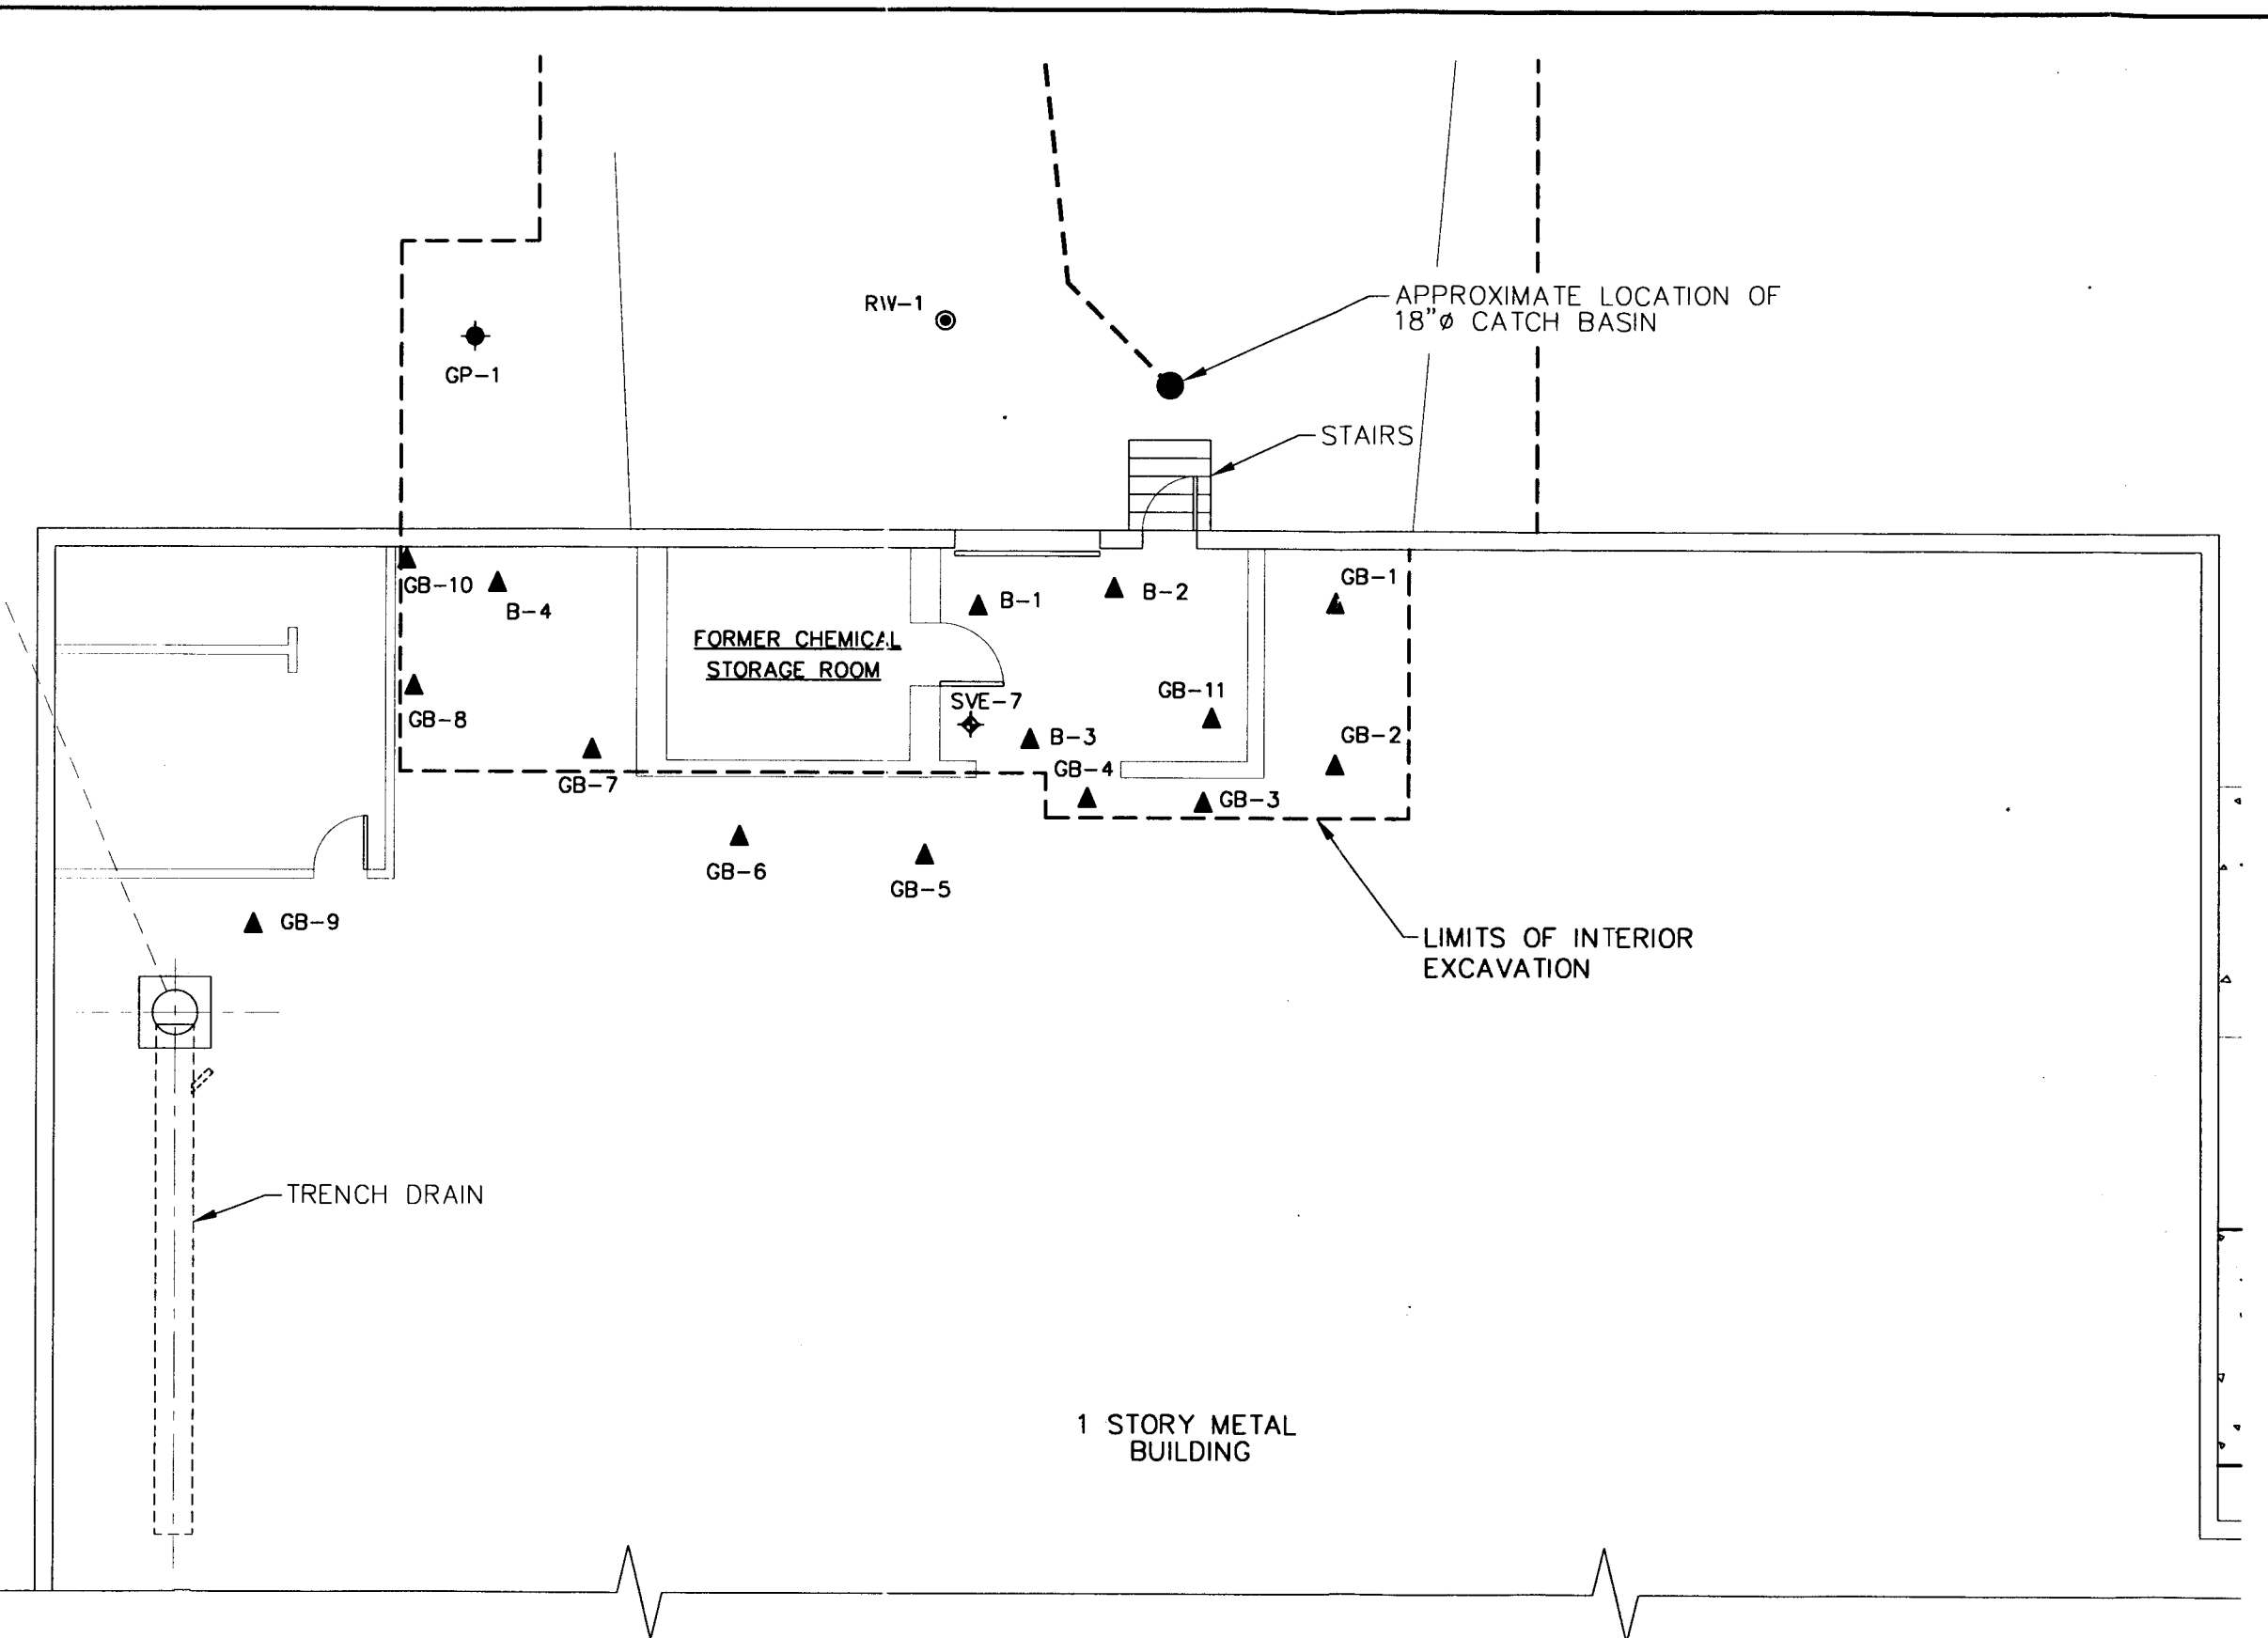 APPROXIMATE LOCATION OF
18"ø CATCH BASIN
RW-1
GP-1
STAIRS
GB-10
B-4
B-1
B-2
GB-1
FORMER CHEMICAL
STORAGE ROOM
GB-8
SVE-7
GB-11
B-3
GB-2
GB-4
GB-7
GB-3
GB-6
GB-5
GB-9
LIMITS OF INTERIOR
EXCAVATION
TRENCH DRAIN
1 STORY METAL
BUILDING